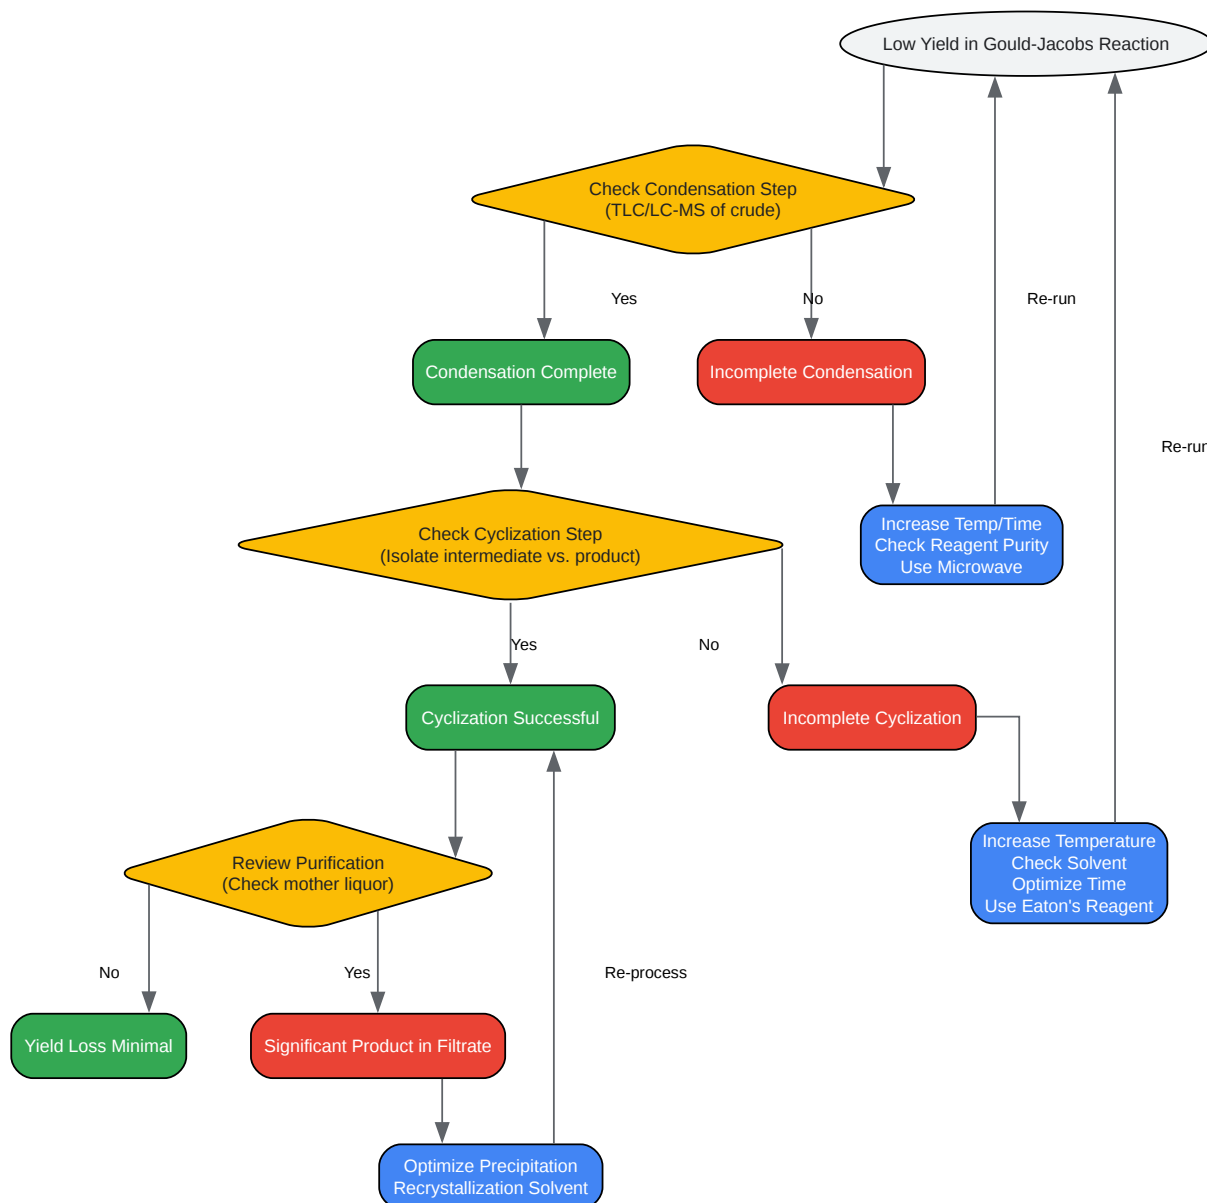 Low Yield in Gould-Jacobs Reaction
Check Condensation Step
(TLC/LC-MS of crude)
Yes
No
Re-run
Condensation Complete
Incomplete Condensation
Re-run
Increase Temp/Time
Check Reagent Purity
Use Microwave
Check Cyclization Step
(Isolate intermediate vs. product)
Yes
No
Cyclization Successful
Incomplete Cyclization
Increase Temperature
Check Solvent
Optimize Time
Use Eaton's Reagent
Review Purification
(Check mother liquor)
No
Yes
Re-process
Yield Loss Minimal
Significant Product in Filtrate
Optimize Precipitation
Recrystallization Solvent